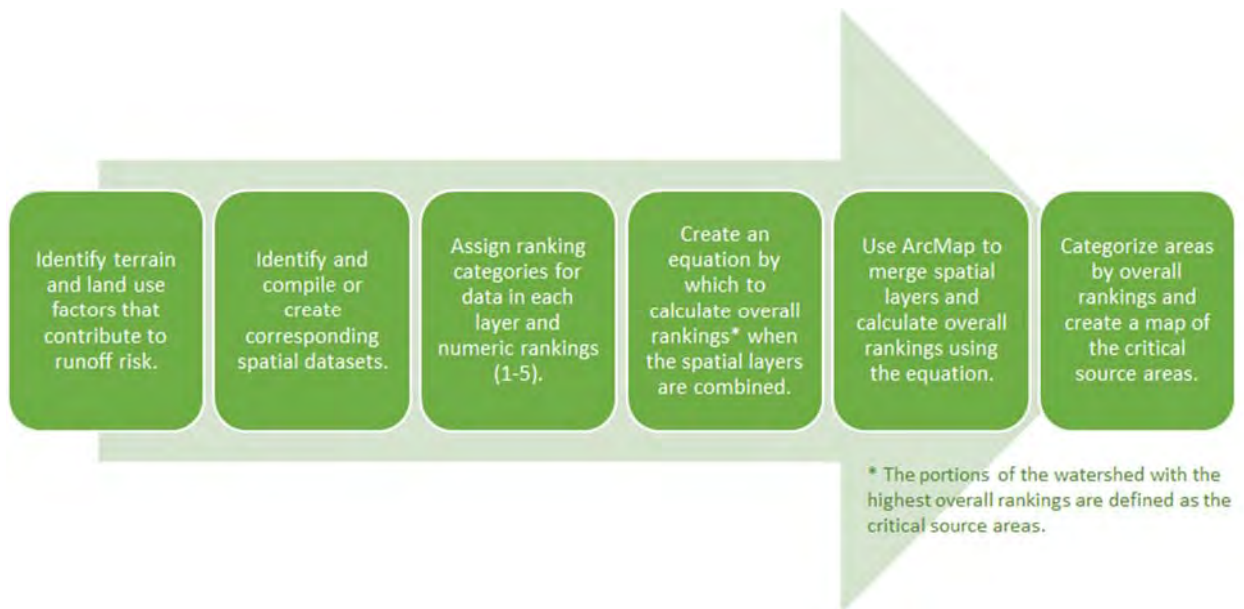 Identify terrain
and land use
factors that
contribute to
runoff risk.
Identify and
compile or
create
corresponding
spatial datasets.
Assign ranking
categories for
data in each
layer and
numeric rankings
(1-5).
Create an
equation by
which to
calculate overall
rankings* when
the spatial layers
are combined.
Use ArcMap to
merge spatial
layers and
calculate overall
rankings using
the equation.
Categorize areas
by overall
rankings and
create a map of
the critical
source areas.
* The portions of the watershed with the
highest overall rankings are defined as the
critical source areas.